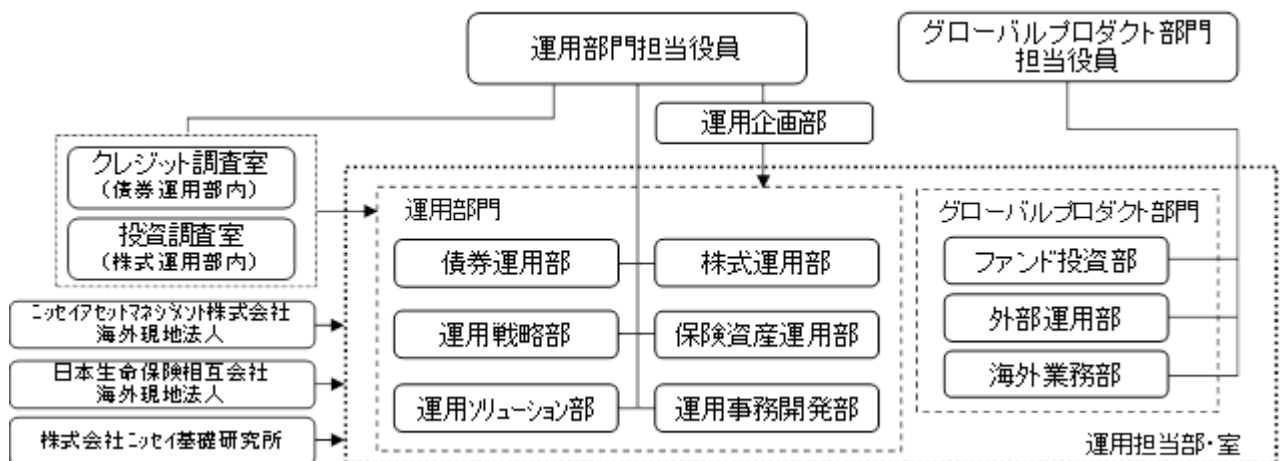 運用部門担当役員
グローバルプロダクト部門
担当役員
運用企画部
クレジット調査室
(債券運用部内)
投資調査室
(株式運用部内)
運用部門
グローバルプロダクト部門
債券運用部
株式運用部
ファンド投資部
ニッセイアセットマネジメント株式会社
海外現地法人
運用戦略部
保険資産運用部
外部運用部
日本生命保険相互会社
海外現地法人
海外業務部
運用ソリューション部
運用事務開発部
株式会社ニッセイ基礎研究所
運用担当部・室